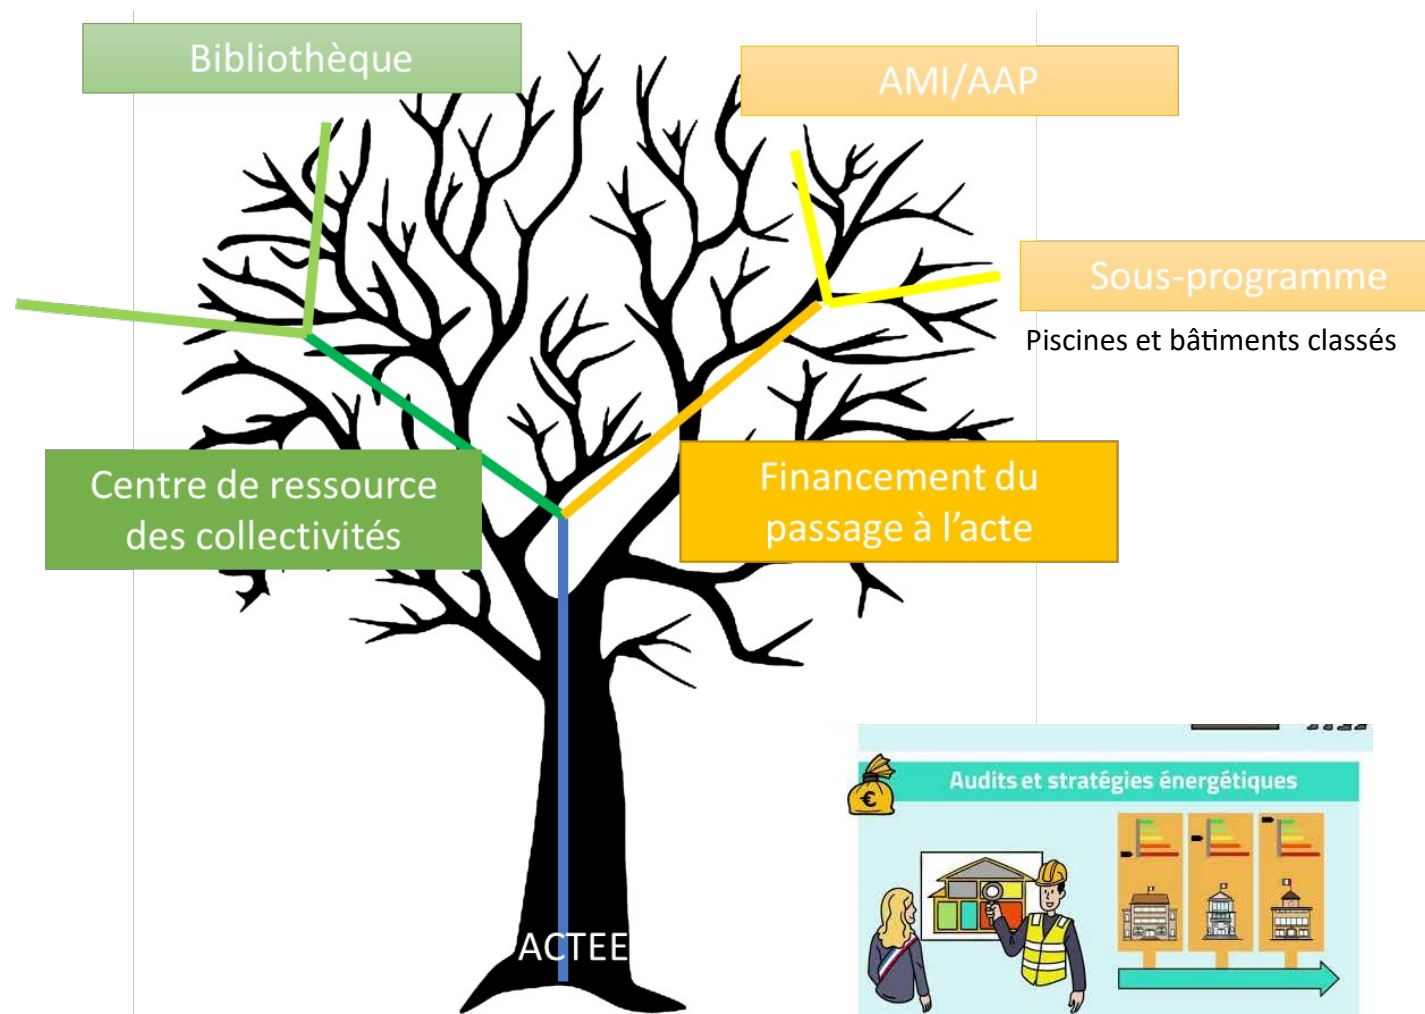 Bibliothèque
AMI/AAP
Sous-programme
Piscines et bâtiments classés
Centre de ressource
des collectivités
Financement du
passage à l’acte
Audits et stratégies énergétiques
€
ACTEE